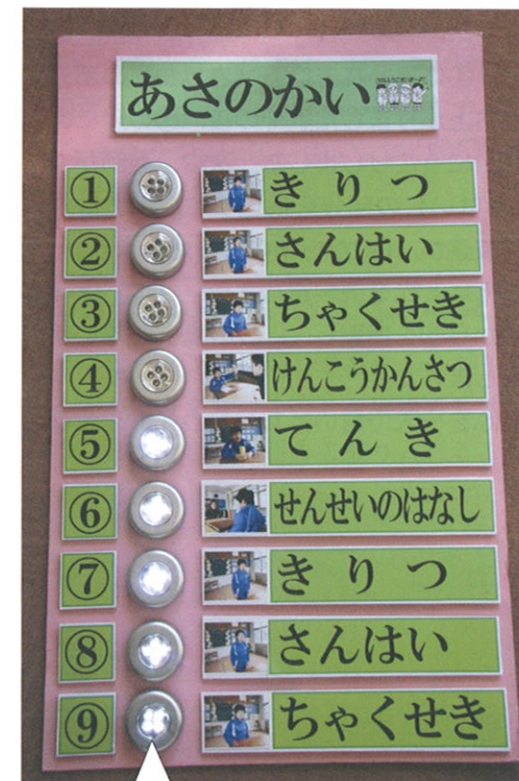 あさのかい
① きりつ
② さんはい
③ ちゃくせき
④ けんこうかんさつ
⑤ てんき
⑥ せんせいのはなし
⑦ きりつ
⑧ さんはい
⑨ ちゃくせき